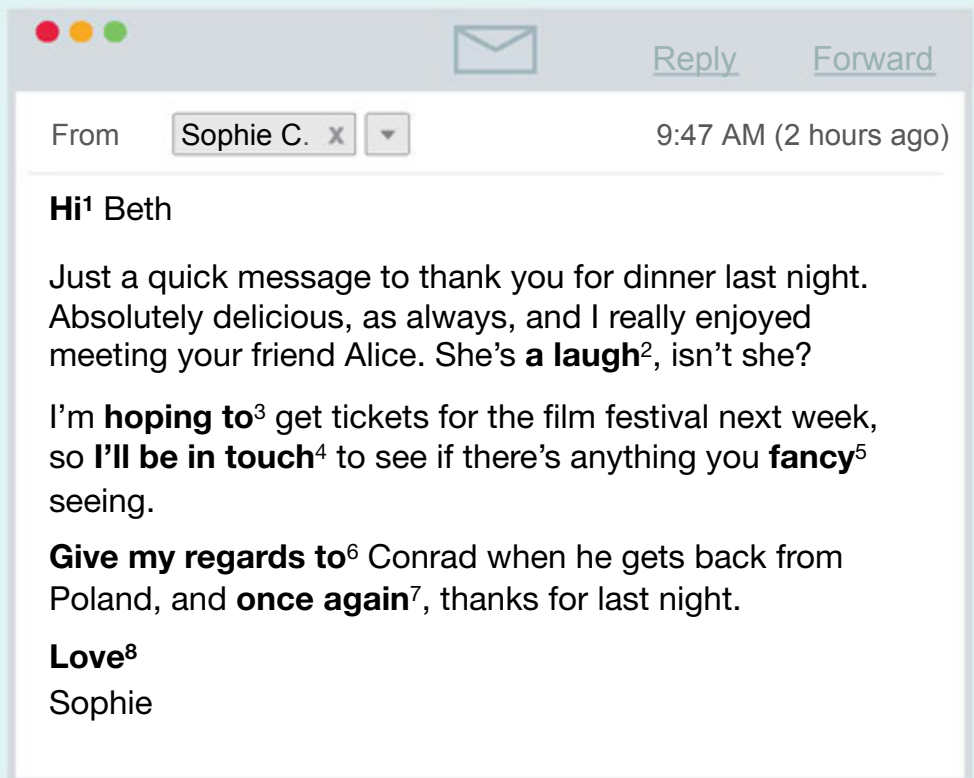 Reply Forward
From Sophie C. x 9:47 AM (2 hours ago)
Hi¹ Beth
Just a quick message to thank you for dinner last night.
Absolutely delicious, as always, and I really enjoyed
meeting your friend Alice. She’s a laugh², isn’t she?
I’m hoping to³ get tickets for the film festival next week,
so I’ll be in touch⁴ to see if there’s anything you fancy⁵
seeing.
Give my regards to⁶ Conrad when he gets back from
Poland, and once again⁷, thanks for last night.
Love⁸
Sophie